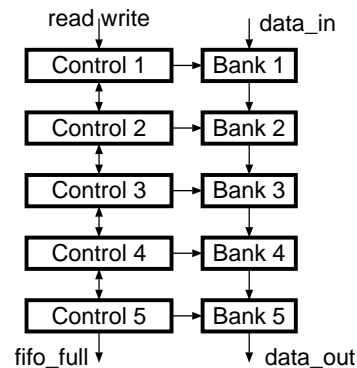 read write data_in
Control 1 Bank 1
Control 2 Bank 2
Control 3 Bank 3
Control 4 Bank 4
Control 5 Bank 5
fifo_full data_out